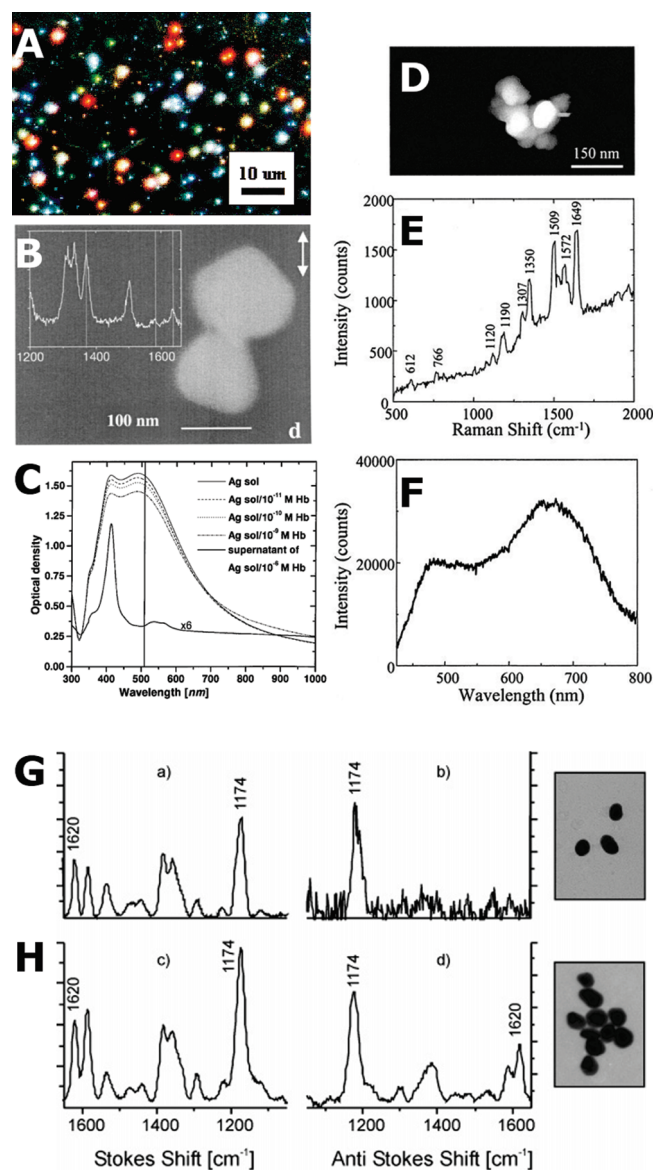 A
10 um
B
1200
1400
1600
100 nm
d
C
Optical density
1.50
1.25
1.00
0.75
0.50
0.25
0.00
Ag sol
Ag sol/10⁻¹¹ M Hb
Ag sol/10⁻¹⁰ M Hb
Ag sol/10⁻⁹ M Hb
supernatant of
Ag sol/10⁻⁶ M Hb
x6
300 400 500 600 700 800 900 1000
Wavelength [nm]
D
150 nm
E
Intensity (counts)
2000
1500
1000
500
0
612
766
1120
1190
1307
1350
1509
1572
1649
500 1000 1500 2000
Raman Shift (cm⁻¹)
F
Intensity (counts)
40000
20000
0
500 600 700 800
Wavelength (nm)
G
a)
1620
1174
b)
1174
H
c)
1620
1174
d)
1174
1620
1600 1400 1200
Stokes Shift [cm⁻¹]
1200 1400 1600
Anti Stokes Shift [cm⁻¹]